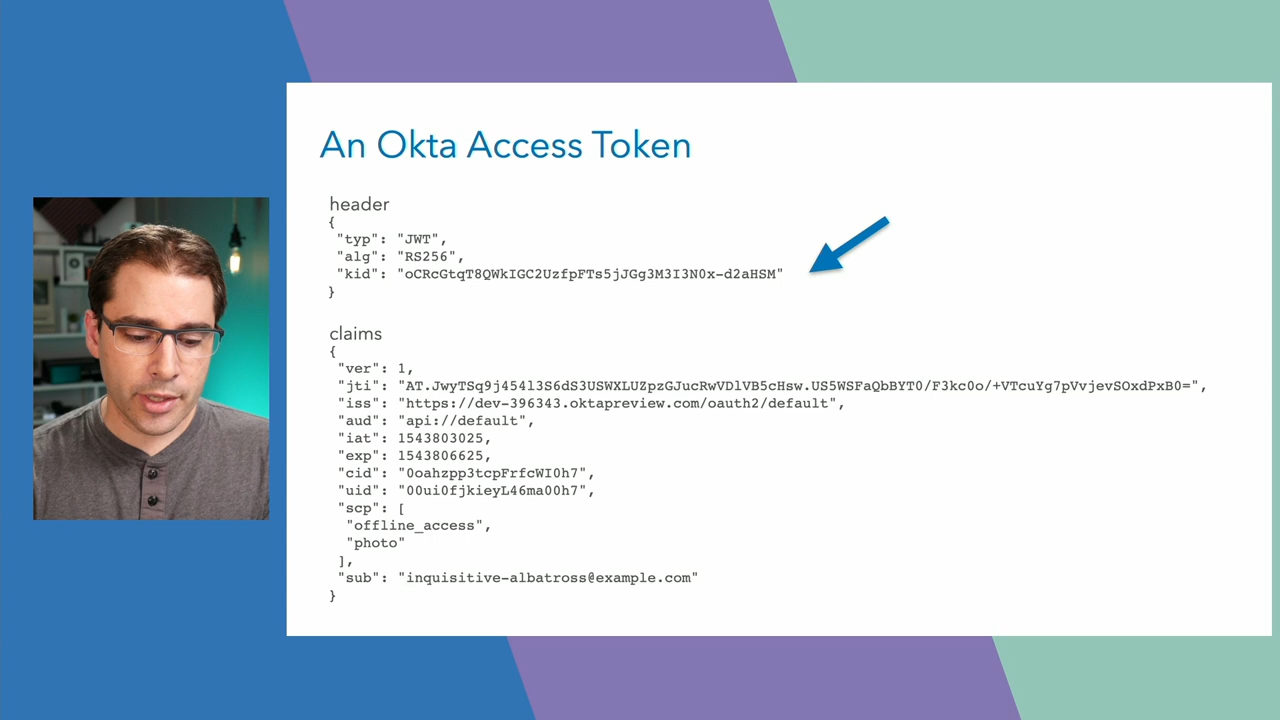 An Okta Access Token
header
{
"typ": "JWT",
"alg": "RS256",
"kid": "oCRcGtqT8QWkIGC2UzfpFTs5jJGg3M3I3N0x-d2aHSM"
}
claims
{
"ver": 1,
"jti": "AT.JwyTSq9j454l3S6dS3USWXLUZpzGJucRwVDlVB5cHsw.US5WSFaQbBYT0/F3kc0o/+VTcuYg7pVvjevSOxdPxB0=",
"iss": "https://dev-396343.oktapreview.com/oauth2/default",
"aud": "api://default",
"iat": 1543803025,
"exp": 1543806625,
"cid": "0oahzpp3tcpFrfcWI0h7",
"uid": "00ui0fjkieyL46ma00h7",
"scp": [
"offline_access",
"photo"
],
"sub": "inquisitive-albatross@example.com"
}